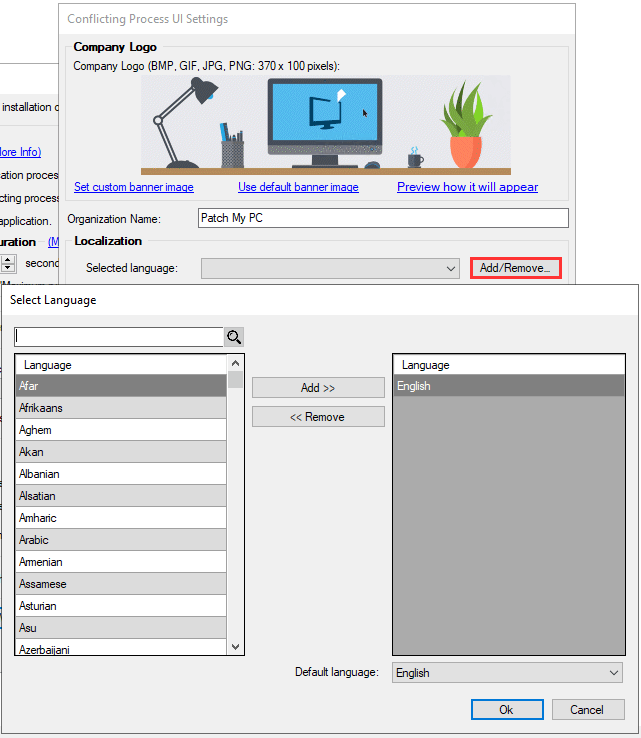 Conflicting Process UI Settings
Company Logo
Company Logo (BMP, GIF, JPG, PNG: 370 x 100 pixels):
installation
ore Info)
ation proces
cting proces
application.
uration (M
secon
Set custom banner image Use default banner image Preview how it will appear
Organization Name: Patch My PC
Localization
Selected language: Add/Remove...
Select Language
Language
Afar
Afrikaans
Aghem
Akan
Albanian
Alsatian
Amharic
Arabic
Armenian
Assamese
Asturian
Asu
Azerbaijani
Add >>
<< Remove
Language
English
Default language: English
Ok Cancel